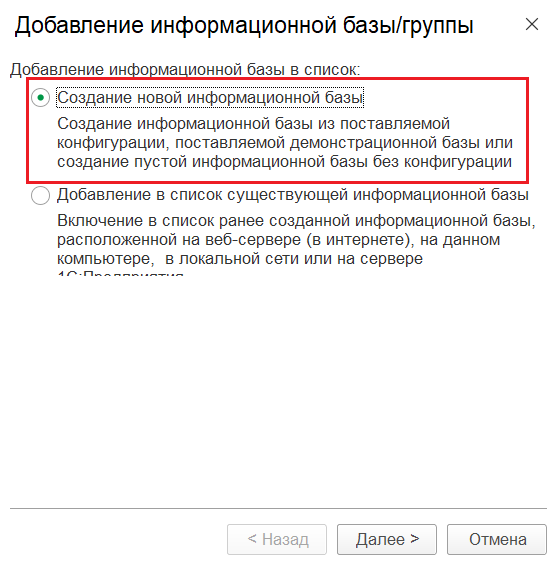 Добавление информационной базы/группы
Добавление информационной базы в список:
Создание новой информационной базы
Создание информационной базы из поставляемой
конфигурации, поставляемой демонстрационной базы или
создание пустой информационной базы без конфигурации
Добавление в список существующей информационной базы
Включение в список ранее созданной информационной базы,
расположенной на веб-сервере (в интернете), на данном
компьютере, в локальной сети или на сервере
1С:Предприятия
< Назад
Далее >
Отмена